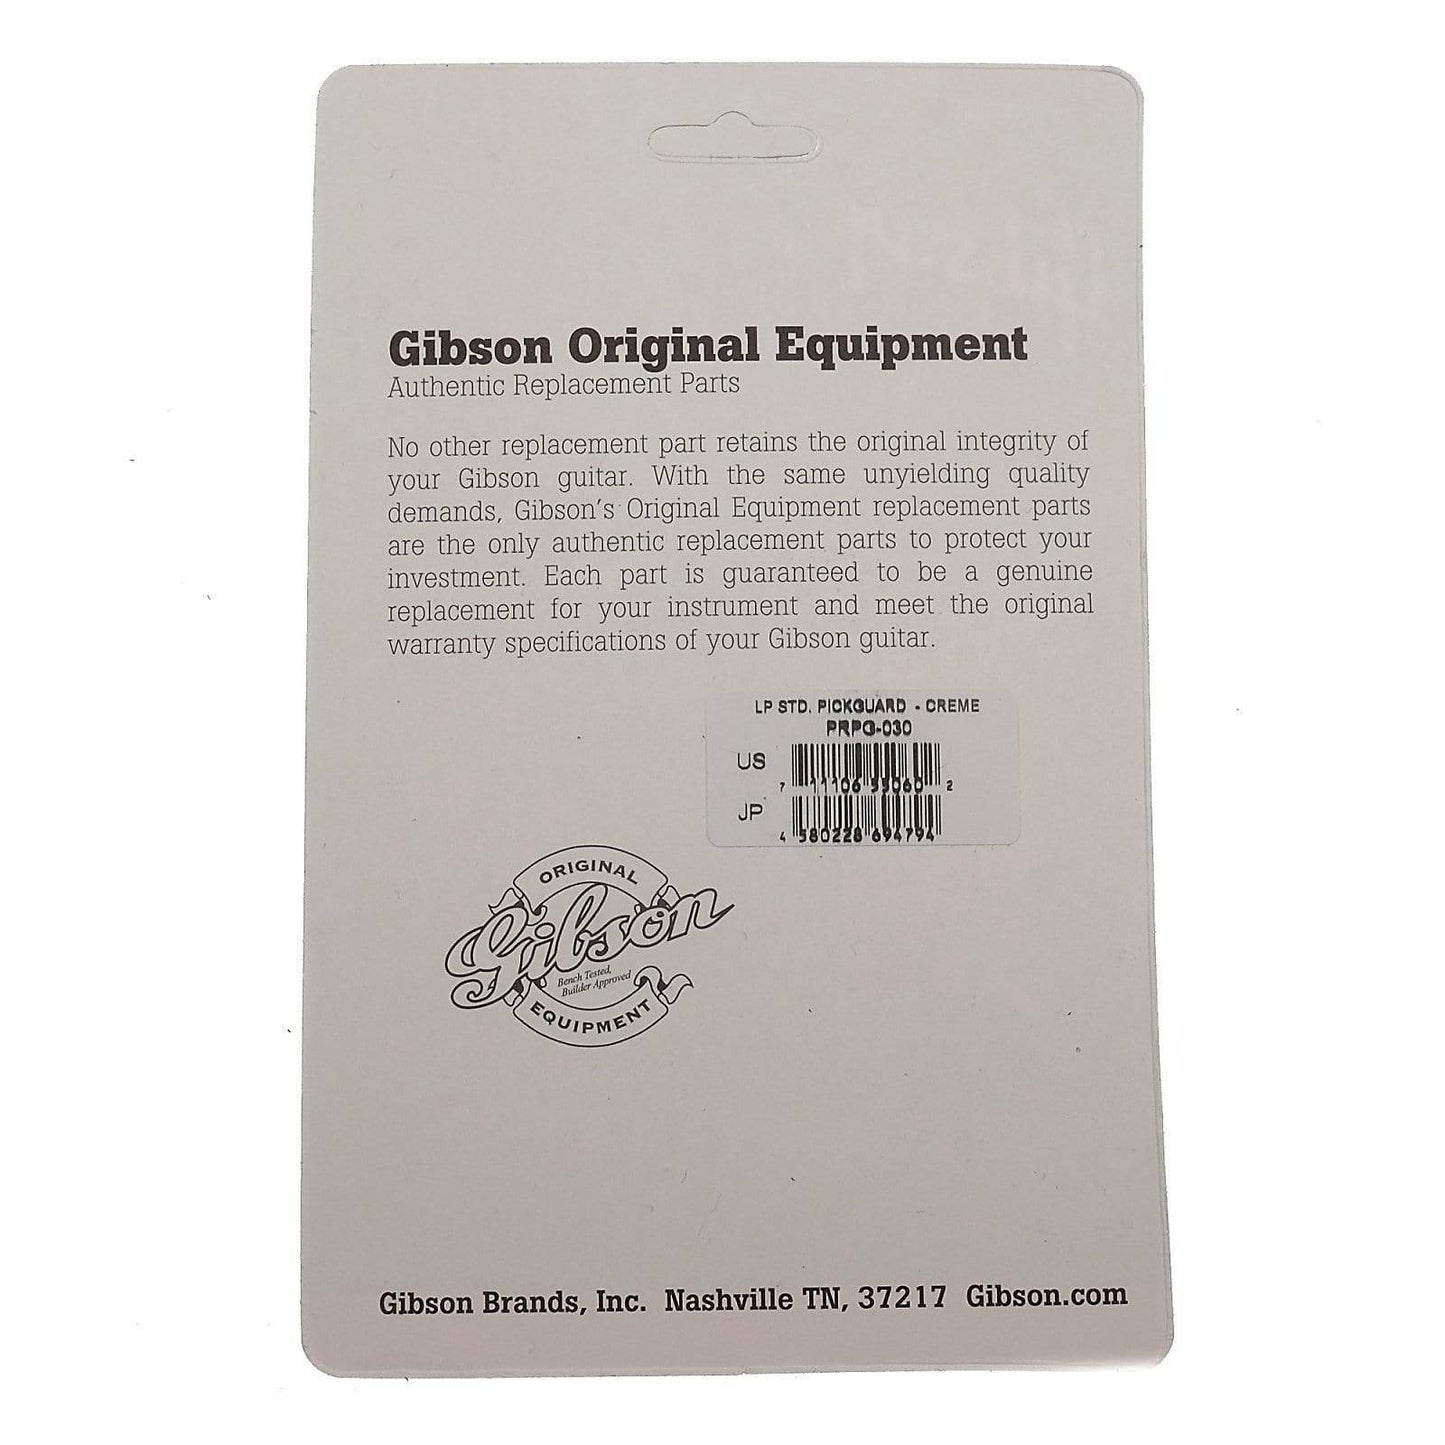 Gibson Original Equipment
Authentic Replacement Parts
No other replacement part retains the original integrity of
your Gibson guitar. With the same unyielding quality
demands, Gibson's Original Equipment replacement parts
are the only authentic replacement parts to protect your
investment. Each part is guaranteed to be a genuine
replacement for your instrument and meet the original
warranty specifications of your Gibson guitar.
LP STD. PICKGUARD - CREME
PRPG-030
US
7 11106 55060 2
JP
4 580228 694794
ORIGINAL
Gibson
Bench Tested,
Builder Approved
EQUIPMENT
Gibson Brands, Inc. Nashville TN, 37217 Gibson.com